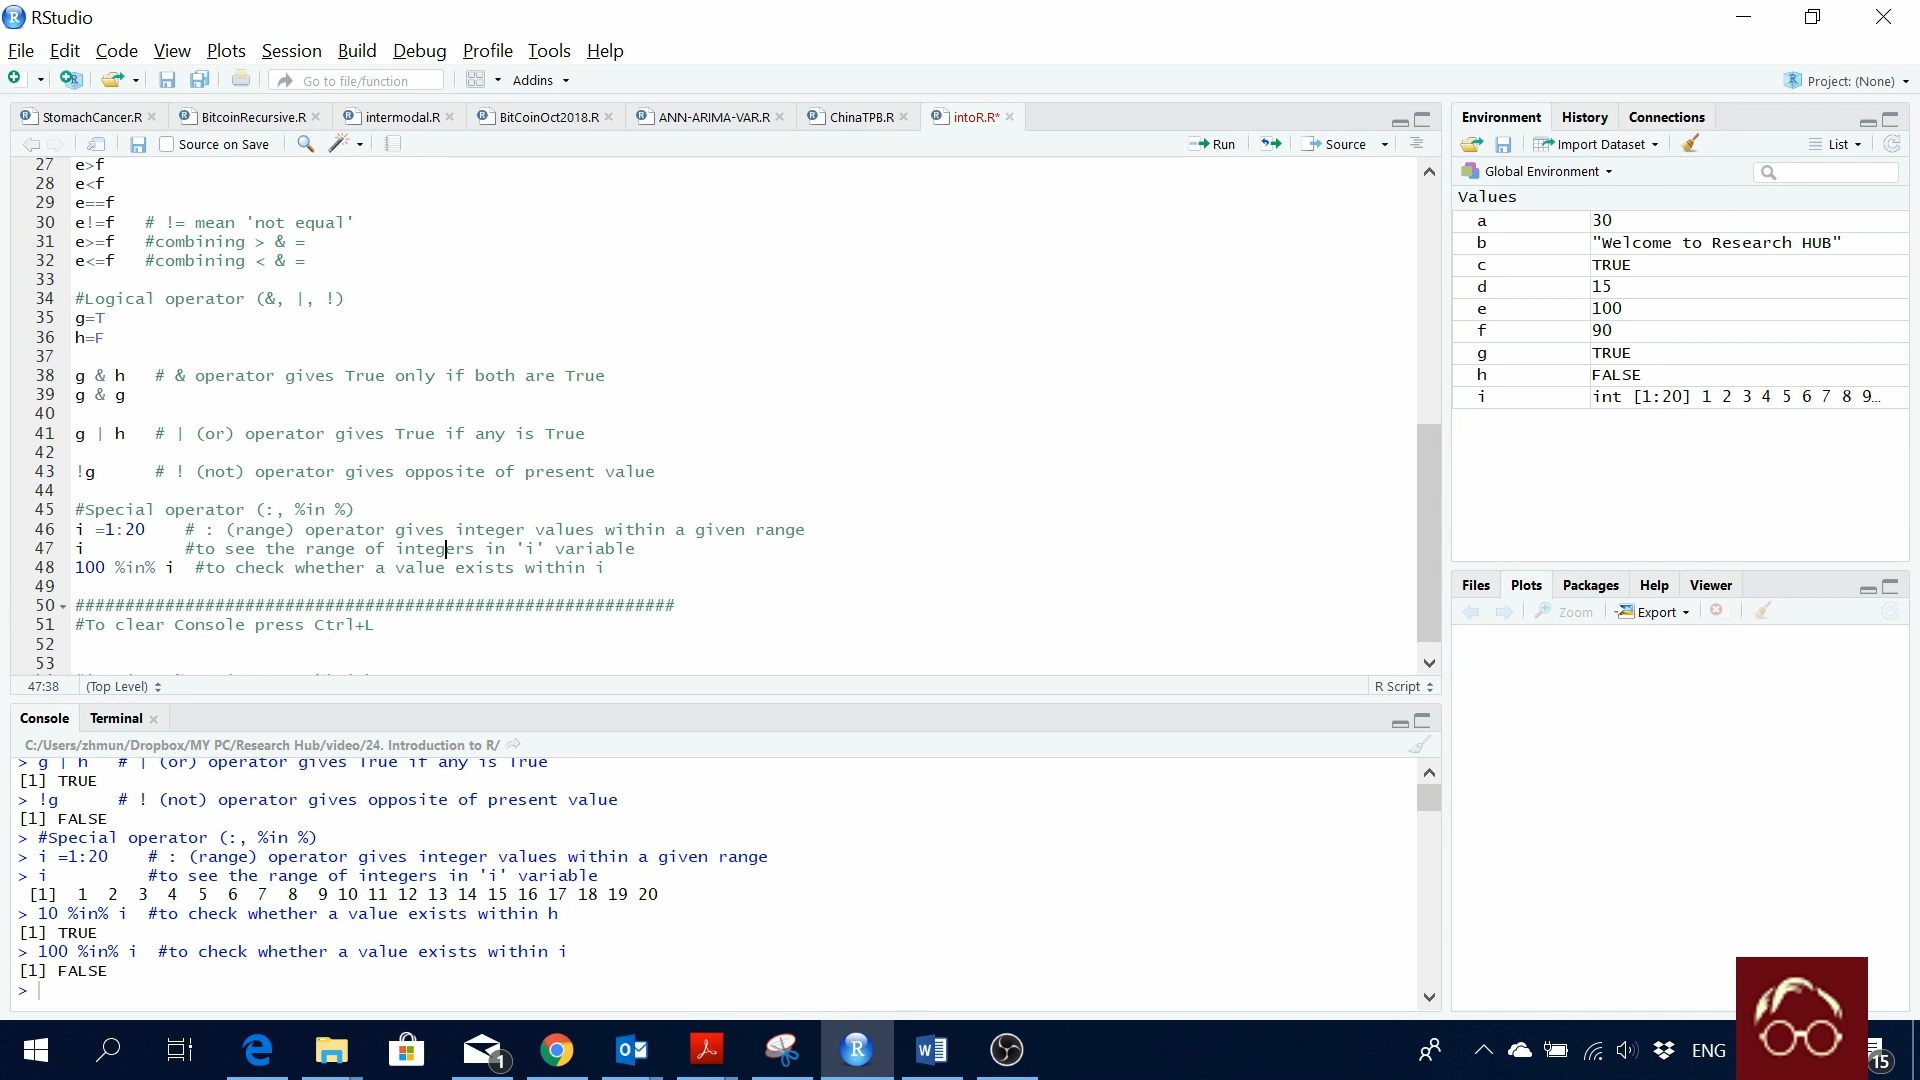 RStudio
File Edit Code View Plots Session Build Debug Profile Tools Help
Go to file/function Addins Project: (None)
StomachCancer.R BitcoinRecursive.R intermodal.R BitCoinOct2018.R ANN-ARIMA-VAR.R ChinaTPB.R intoR.R*
Source on Save Run Source
27 e>f
28 e<f
29 e==f
30 e!=f # != mean 'not equal'
31 e>=f #combining > & =
32 e<=f #combining < & =
33
34 #Logical operator (&, |, !)
35 g=T
36 h=F
37
38 g & h # & operator gives True only if both are True
39 g & g
40
41 g | h # | (or) operator gives True if any is True
42
43 !g # ! (not) operator gives opposite of present value
44
45 #Special operator (:, %in %)
46 i =1:20 # : (range) operator gives integer values within a given range
47 i #to see the range of integers in 'i' variable
48 100 %in% i #to check whether a value exists within i
49
50 ############################################################
51 #To clear Console press Ctrl+L
52
53
47:38 (Top Level) R Script
Console Terminal
C:/Users/zhmun/Dropbox/MY PC/Research Hub/video/24. Introduction to R/
> g | h # | (or) operator gives True if any is True
[1] TRUE
> !g # ! (not) operator gives opposite of present value
[1] FALSE
> #Special operator (:, %in %)
> i =1:20 # : (range) operator gives integer values within a given range
> i #to see the range of integers in 'i' variable
[1] 1 2 3 4 5 6 7 8 9 10 11 12 13 14 15 16 17 18 19 20
> 10 %in% i #to check whether a value exists within h
[1] TRUE
> 100 %in% i #to check whether a value exists within i
[1] FALSE
>
Environment History Connections
Import Dataset List
Global Environment
Values
a 30
b "Welcome to Research HUB"
c TRUE
d 15
e 100
f 90
g TRUE
h FALSE
i int [1:20] 1 2 3 4 5 6 7 8 9…
Files Plots Packages Help Viewer
Zoom Export
1 ENG 15